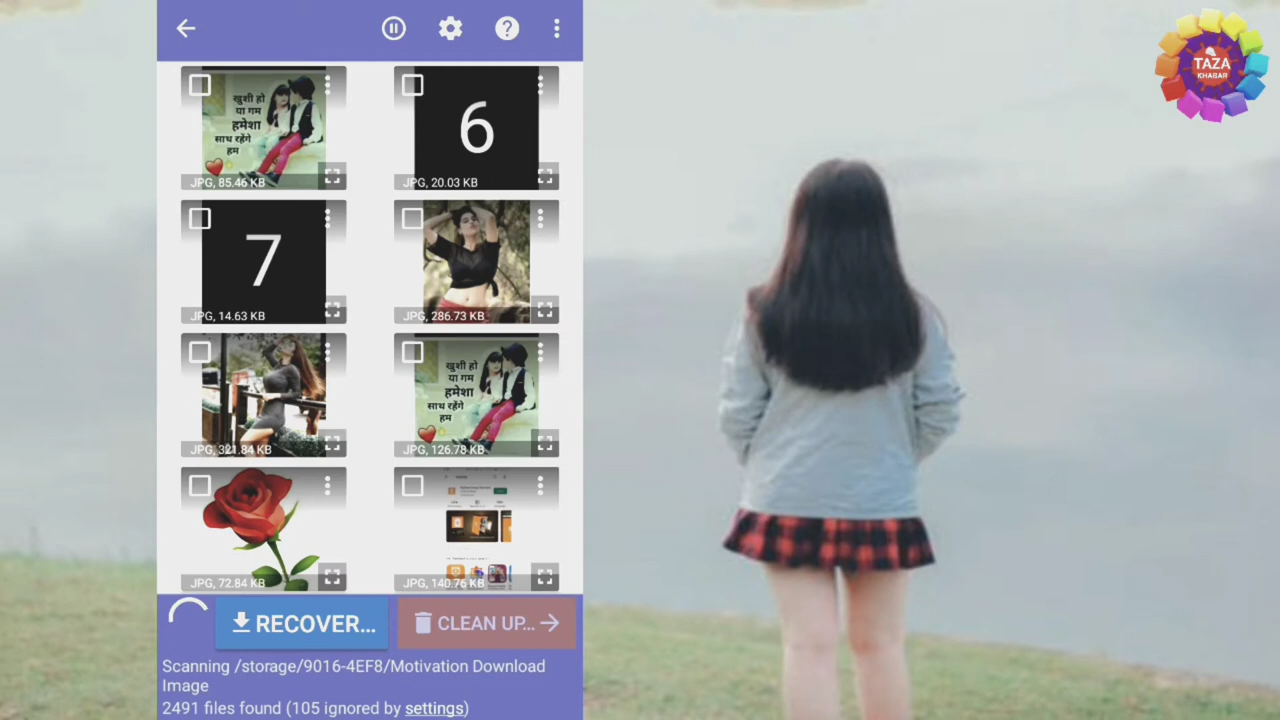 TAZA
KHABAR
खुशी हो
या गम
हमेशा
साथ रहेंगे
हम
JPG, 85.46 KB
6
JPG, 20.03 KB
7
JPG, 14.63 KB
JPG, 286.73 KB
JPG, 321.84 KB
खुशी हो
या गम
हमेशा
साथ रहेंगे
हम
JPG, 126.78 KB
JPG, 72.84 KB
JPG, 140.76 KB
RECOVER...
CLEAN UP...
Scanning /storage/9016-4EF8/Motivation Download
Image
2491 files found (105 ignored by settings)